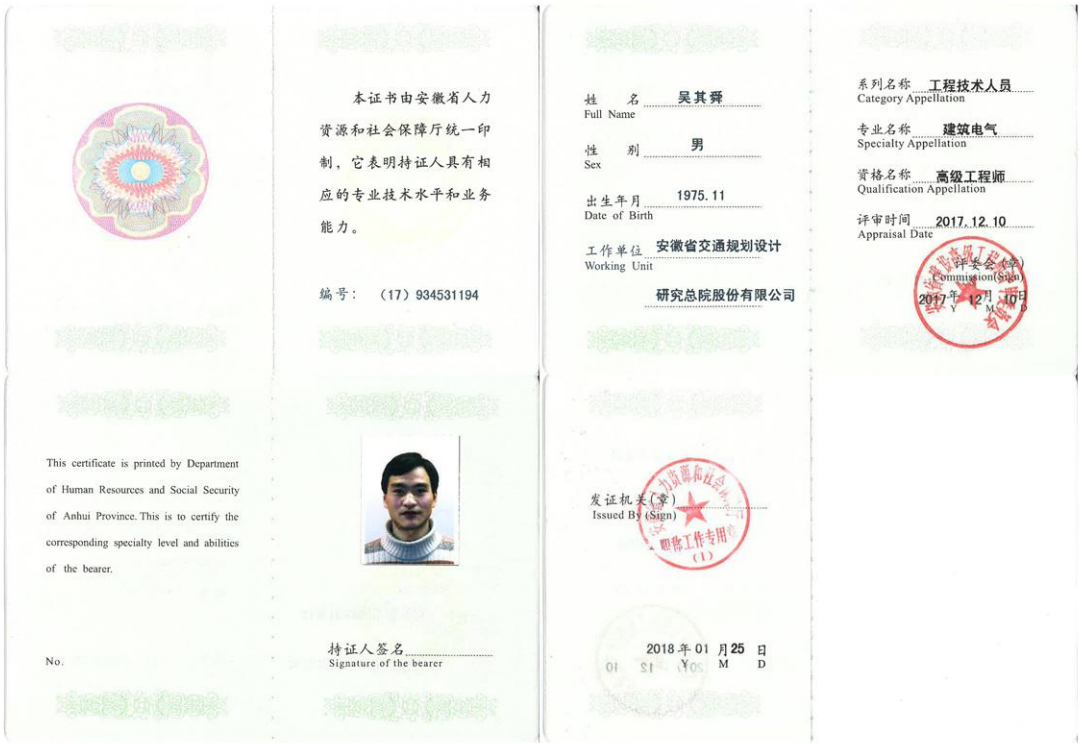 本证书由安徽省人力
资源和社会保障厅统一印
制，它表明持证人具有相
应的专业技术水平和业务
能力。
编号： （17）934531194
姓 名 吴其舜
Full Name
性 别 男
Sex
出生年月 1975.11
Date of Birth
工作单位 安徽省交通规划设计
Working Unit
研究总院股份有限公司
系列名称 工程技术人员
Category Appellation
专业名称 建筑电气
Specialty Appellation
资格名称 高级工程师
Qualification Appellation
评审时间 2017.12.10
Appraisal Date
评委会（章）
Commission(Sign)
2017年 12月 10日
Y M D
This certificate is printed by Department
of Human Resources and Social Security
of Anhui Province. This is to certify the
corresponding specialty level and abilities
of the bearer.
No.
持证人签名
Signature of the bearer
发证机关(章)
Issued By (Sign)
力资源和社会
职称工作专用
(1)
2018 年 01 月 25 日
Y M D